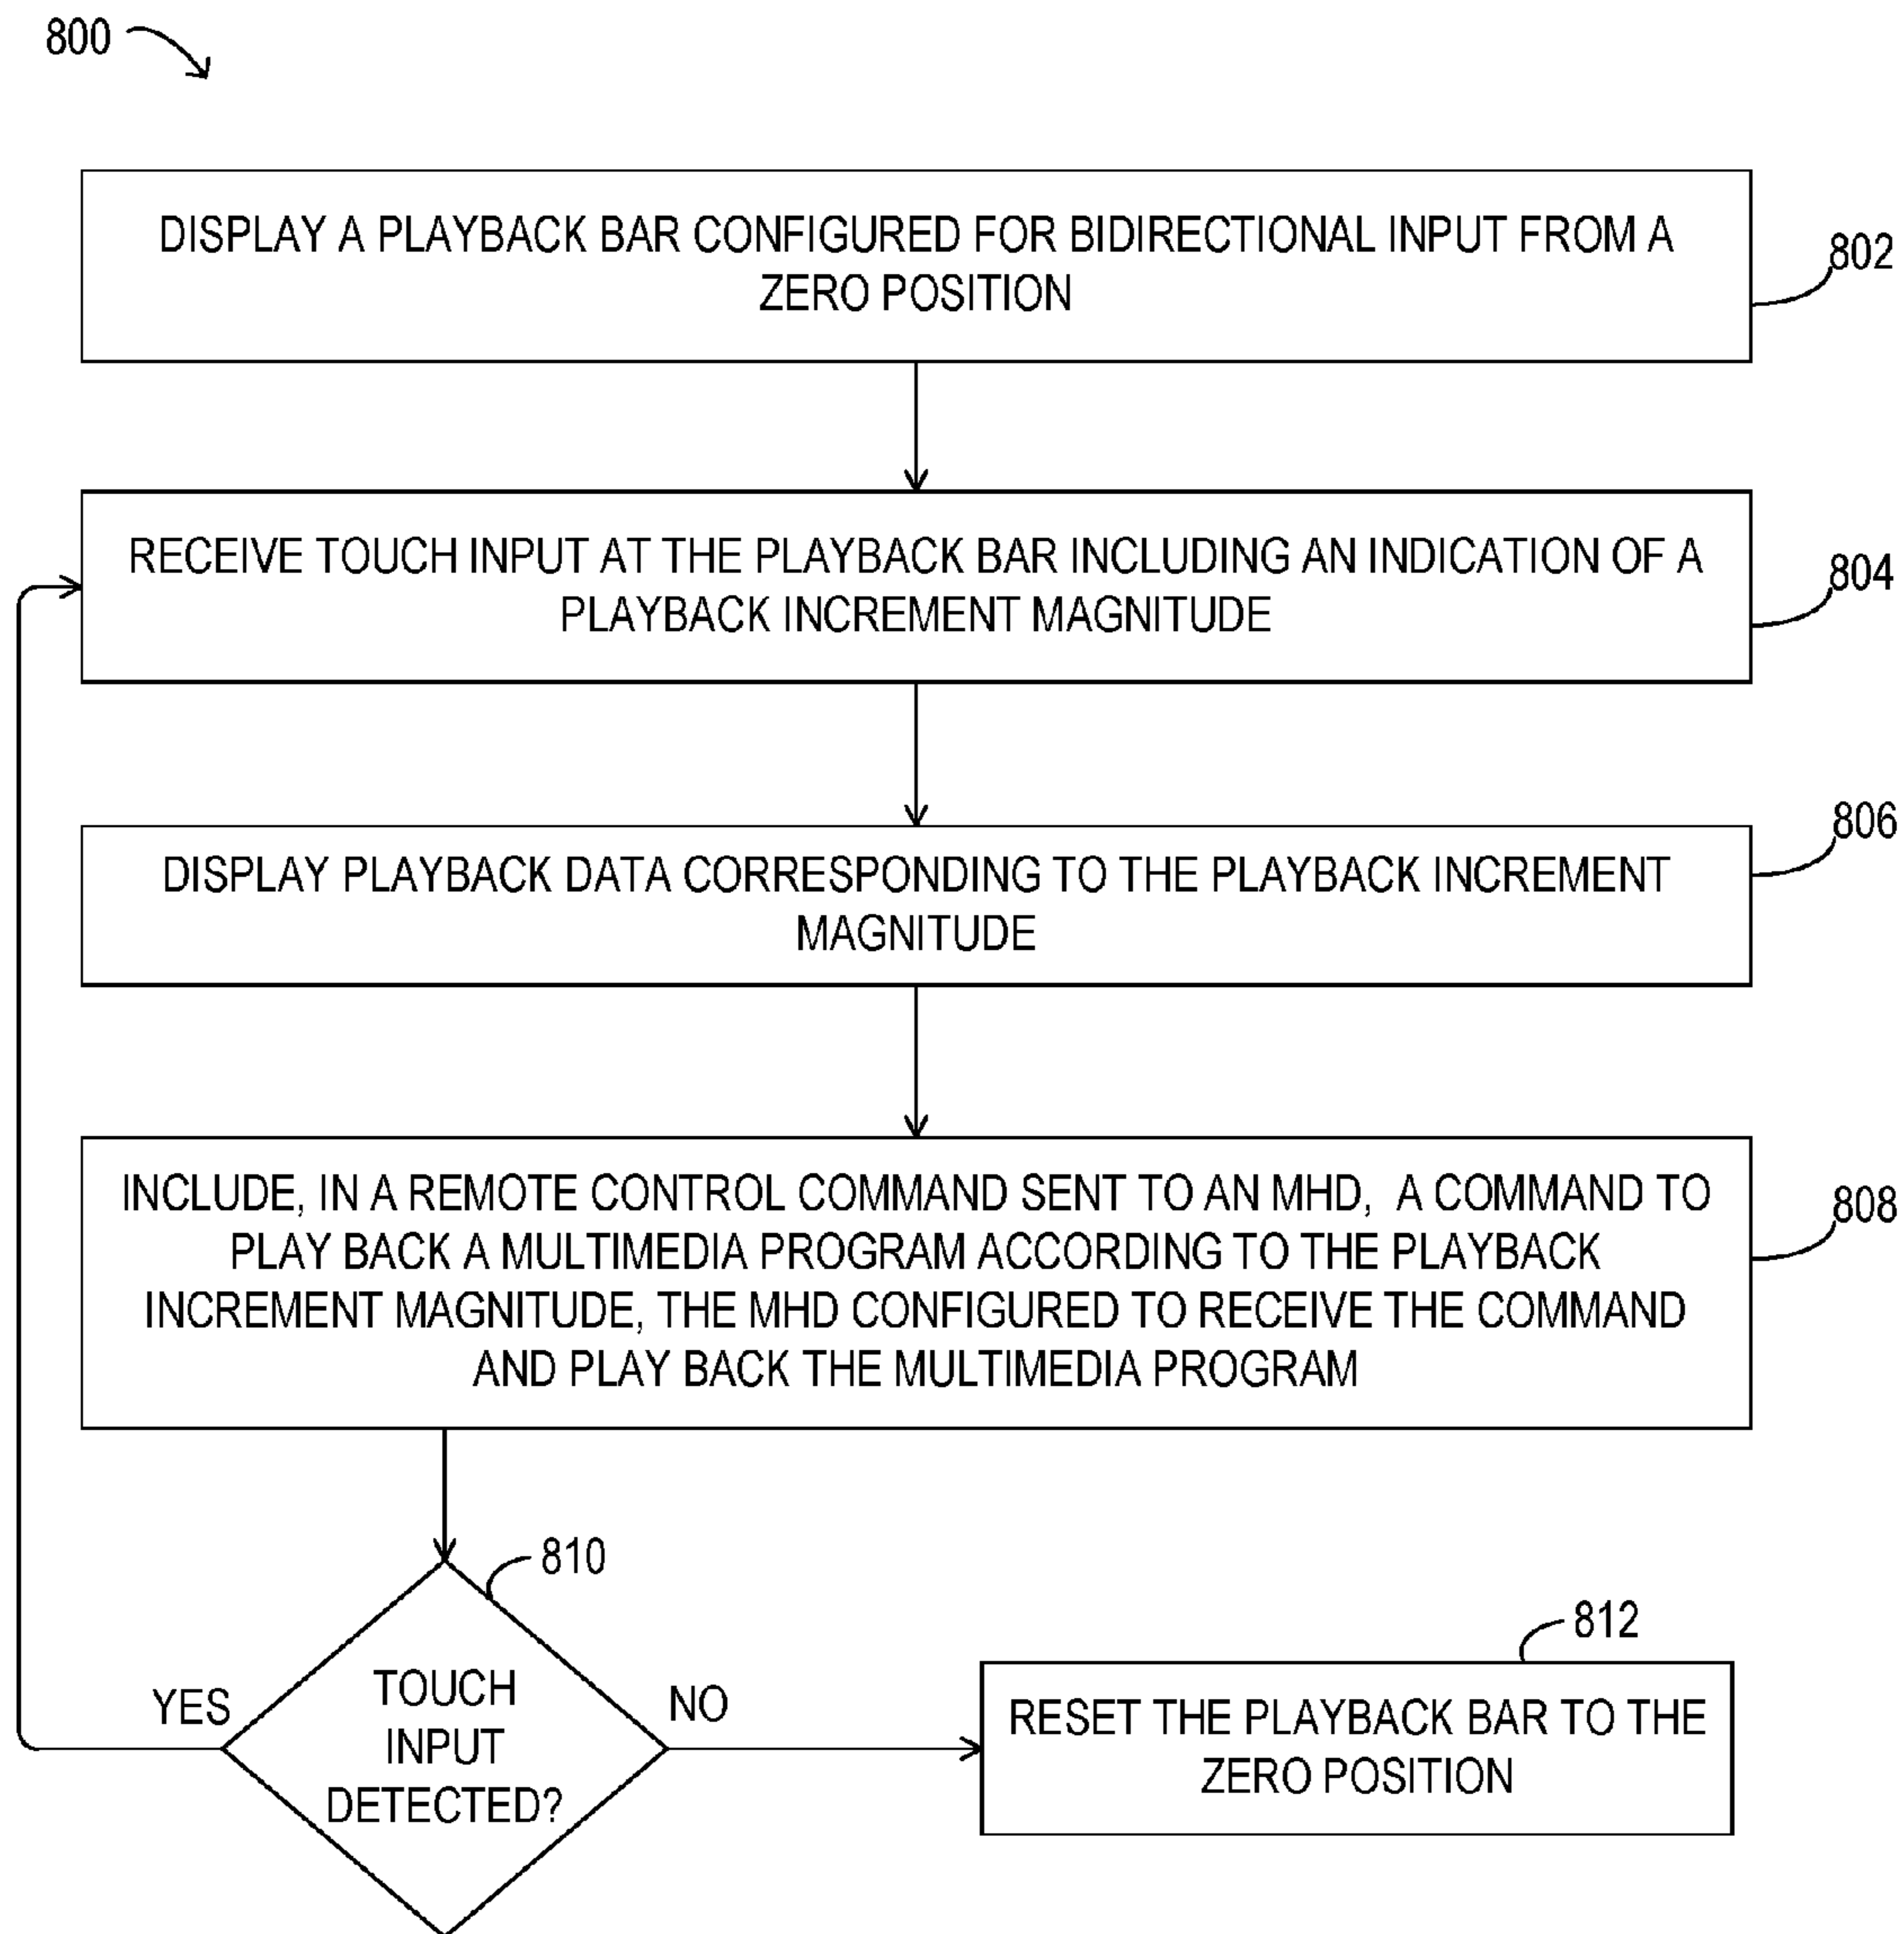 800
DISPLAY A PLAYBACK BAR CONFIGURED FOR BIDIRECTIONAL INPUT FROM A
ZERO POSITION
802
RECEIVE TOUCH INPUT AT THE PLAYBACK BAR INCLUDING AN INDICATION OF A
PLAYBACK INCREMENT MAGNITUDE
804
DISPLAY PLAYBACK DATA CORRESPONDING TO THE PLAYBACK INCREMENT
MAGNITUDE
806
INCLUDE, IN A REMOTE CONTROL COMMAND SENT TO AN MHD, A COMMAND TO
PLAY BACK A MULTIMEDIA PROGRAM ACCORDING TO THE PLAYBACK
INCREMENT MAGNITUDE, THE MHD CONFIGURED TO RECEIVE THE COMMAND
AND PLAY BACK THE MULTIMEDIA PROGRAM
808
810
TOUCH
INPUT
DETECTED?
YES
NO
812
RESET THE PLAYBACK BAR TO THE
ZERO POSITION